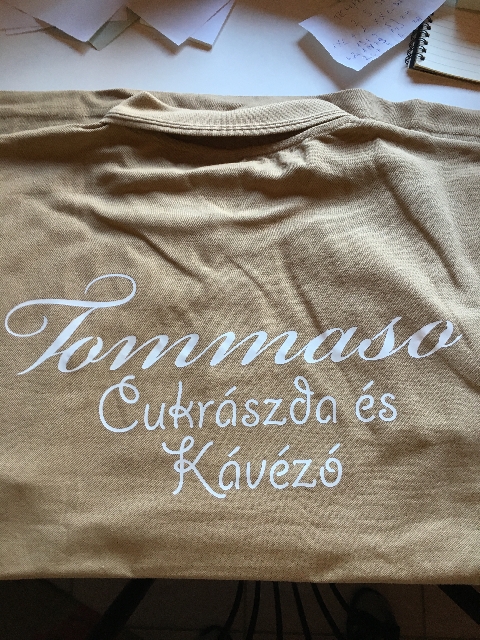 Tommaso
Cukrászda és
Kávézó